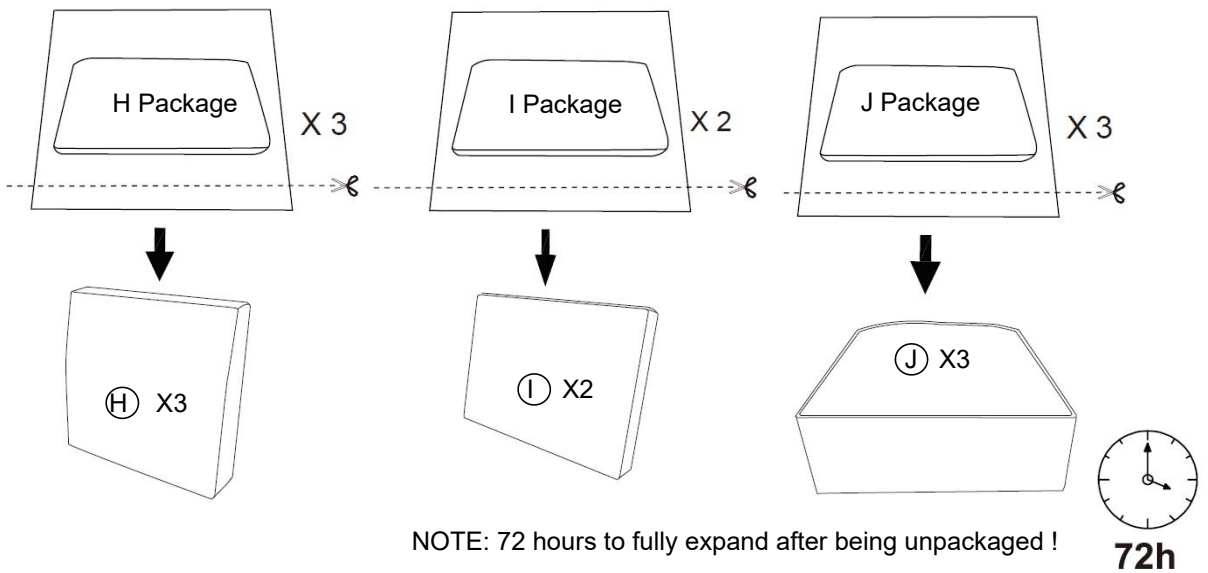 H Package
X 3
I Package
X 2
J Package
X 3
H X3
I X2
J X3
NOTE: 72 hours to fully expand after being unpackaged !
72h